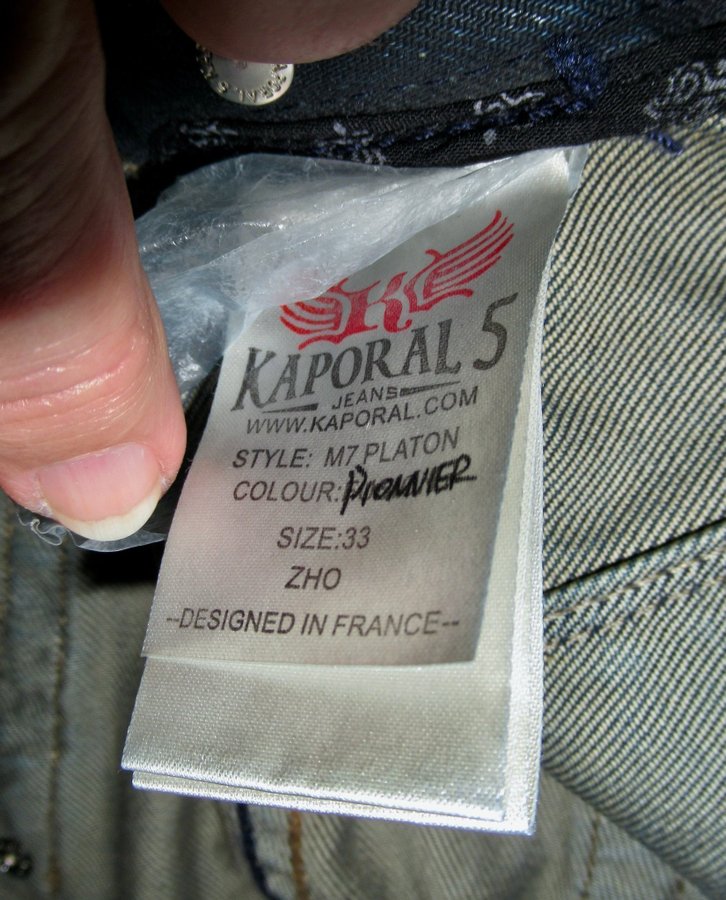 KAPORAL 5
JEANS
WWW.KAPORAL.COM
STYLE: M7 PLATON
COLOUR: PIONNIER
SIZE:33
ZHO
--DESIGNED IN FRANCE--